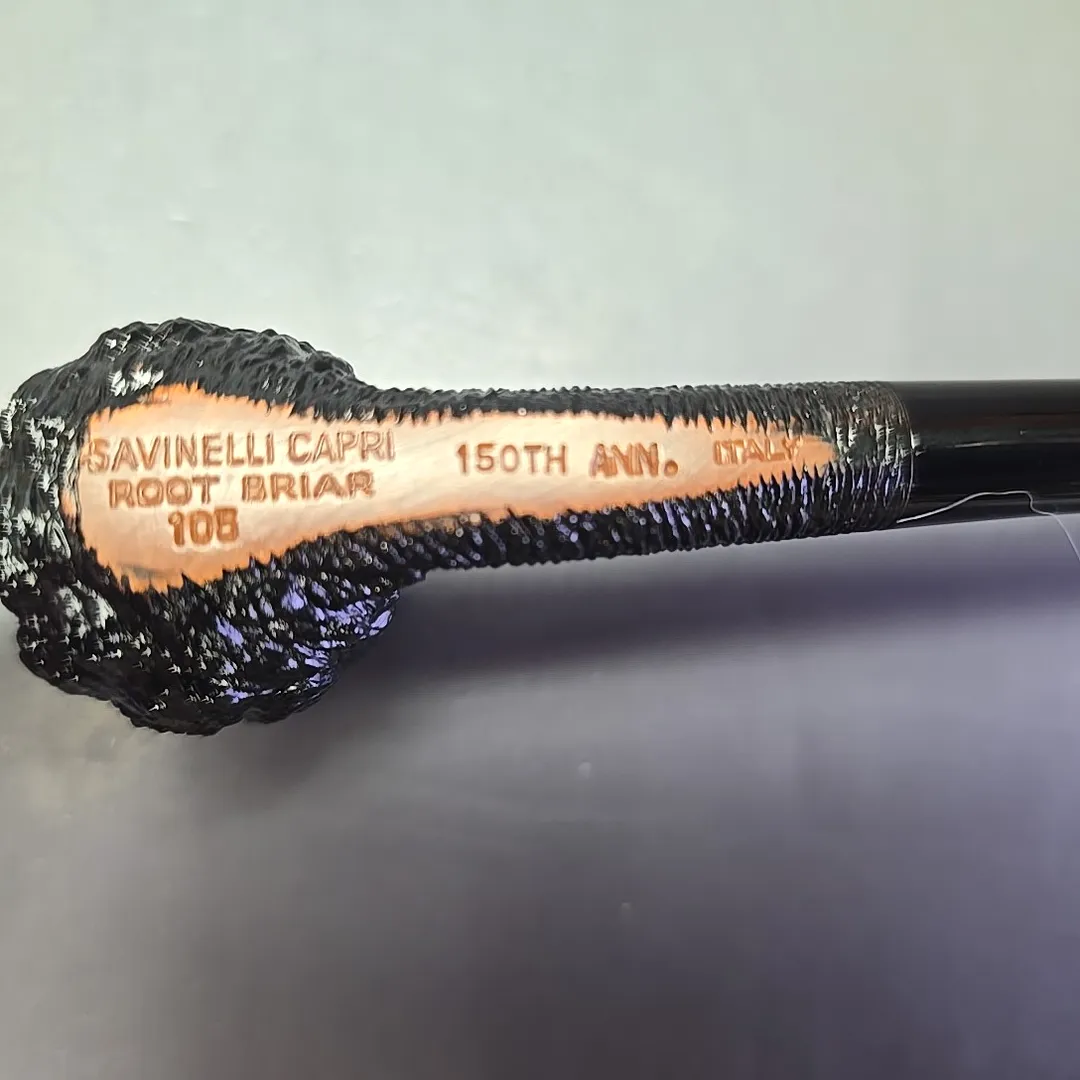 SAVINELLI CAPRI
ROOT BRIAR
105
150TH ANN.
ITALY